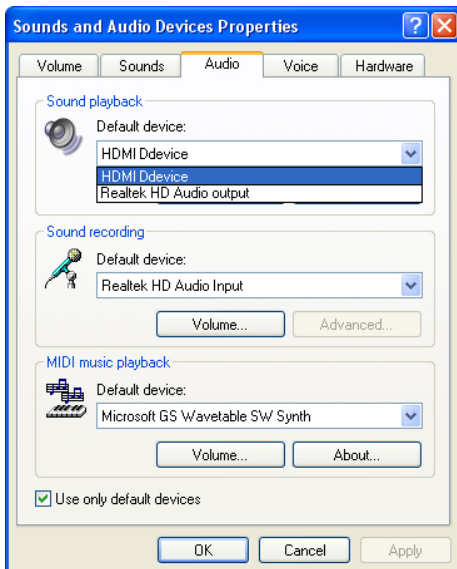 Sounds and Audio Devices Properties
Volume Sounds Audio Voice Hardware
Sound playback
Default device:
HDMI Ddevice
HDMI Ddevice
Realtek HD Audio output
Sound recording
Default device:
Realtek HD Audio Input
Volume... Advanced...
MIDI music playback
Default device:
Microsoft GS Wavetable SW Synth
Volume... About...
Use only default devices
OK Cancel Apply